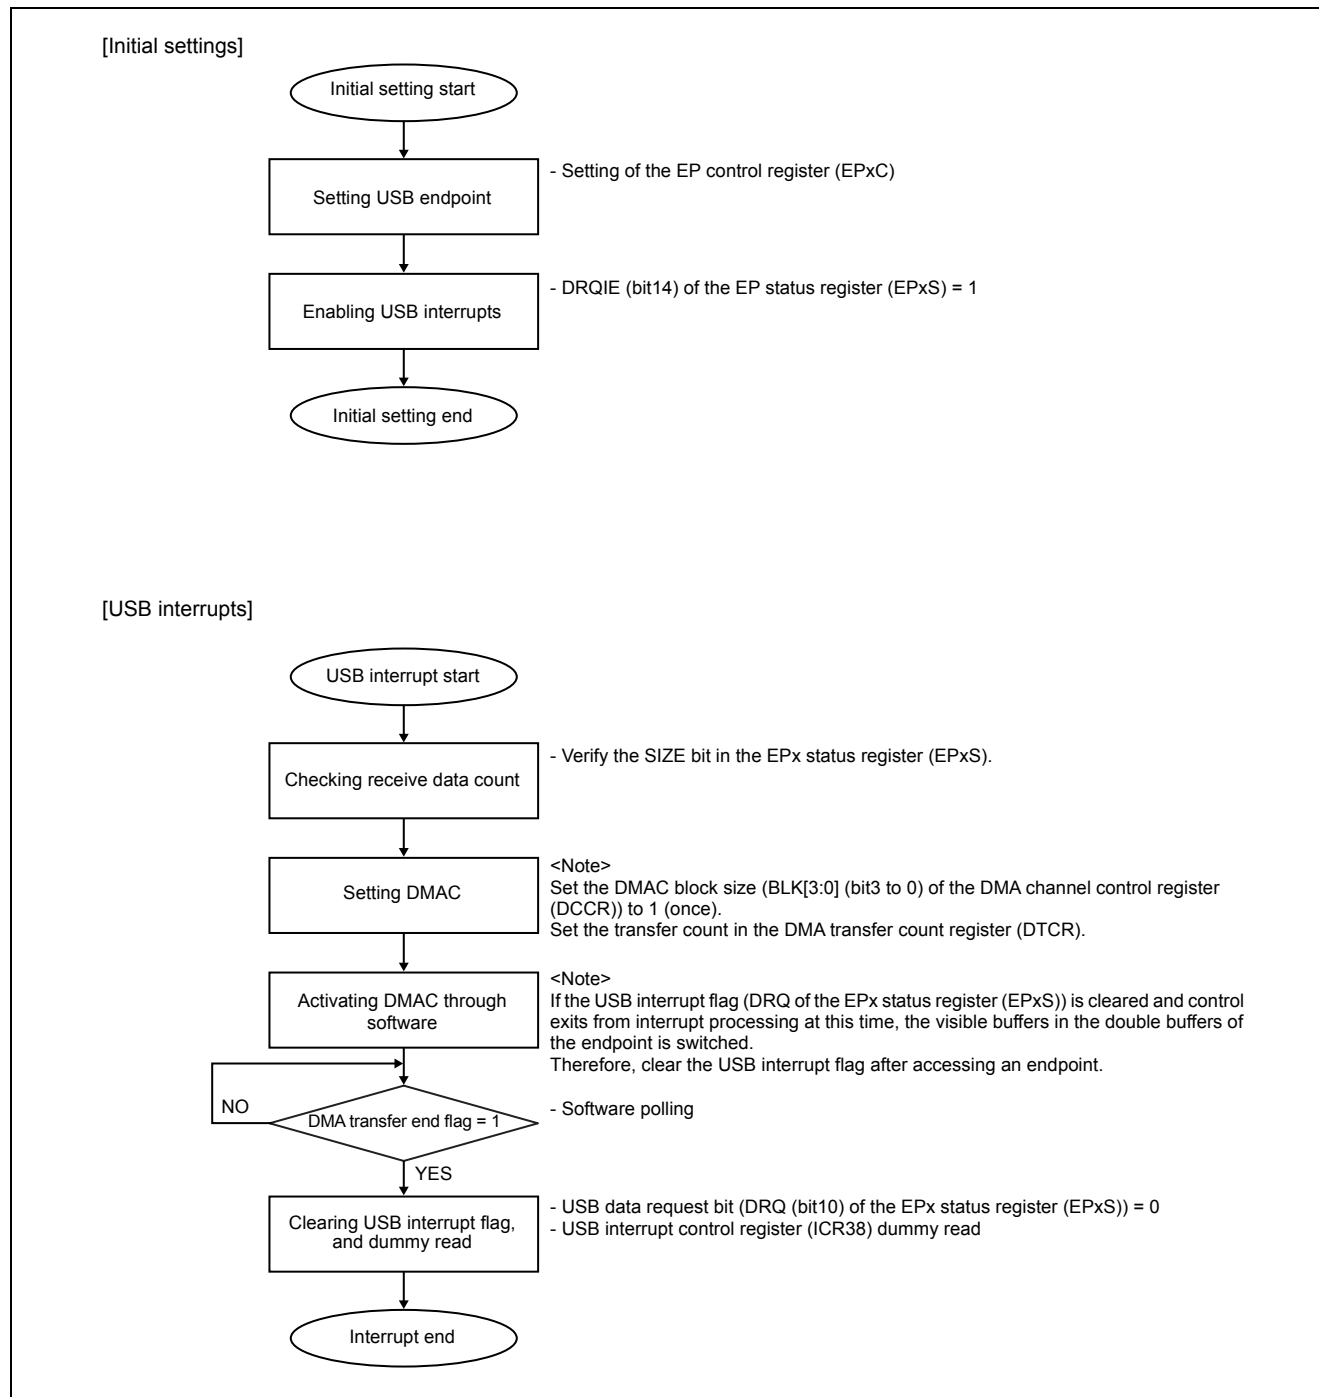 [Initial settings]
Initial setting start
Setting USB endpoint
- Setting of the EP control register (EPxC)
Enabling USB interrupts
- DRQIE (bit14) of the EP status register (EPxS) = 1
Initial setting end
[USB interrupts]
USB interrupt start
Checking receive data count
- Verify the SIZE bit in the EPx status register (EPxS).
Setting DMAC
<Note>
Set the DMAC block size (BLK[3:0] (bit3 to 0) of the DMA channel control register
(DCCR)) to 1 (once).
Set the transfer count in the DMA transfer count register (DTCR).
Activating DMAC through
software
<Note>
If the USB interrupt flag (DRQ of the EPx status register (EPxS)) is cleared and control
exits from interrupt processing at this time, the visible buffers in the double buffers of
the endpoint is switched.
Therefore, clear the USB interrupt flag after accessing an endpoint.
NO
DMA transfer end flag = 1
- Software polling
YES
Clearing USB interrupt flag,
and dummy read
- USB data request bit (DRQ (bit10) of the EPx status register (EPxS)) = 0
- USB interrupt control register (ICR38) dummy read
Interrupt end